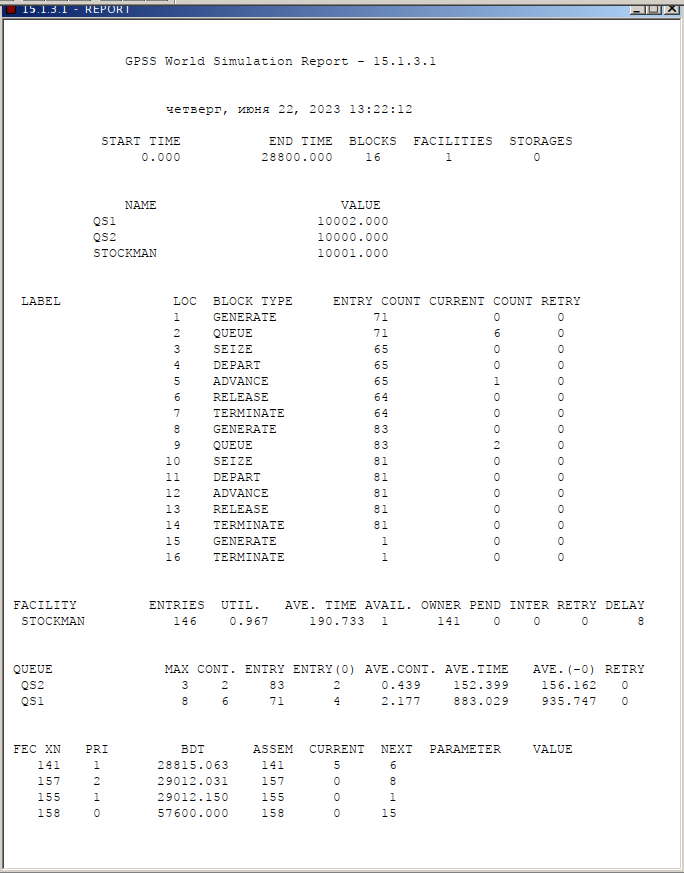 15.1.3.1 - REPORT
GPSS World Simulation Report - 15.1.3.1
четверг, июня 22, 2023 13:22:12
START TIME END TIME BLOCKS FACILITIES STORAGES
0.000 28800.000 16 1 0
NAME VALUE
QS1 10002.000
QS2 10000.000
STOCKMAN 10001.000
LABEL LOC BLOCK TYPE ENTRY COUNT CURRENT COUNT RETRY
1 GENERATE 71 0 0
2 QUEUE 71 6 0
3 SEIZE 65 0 0
4 DEPART 65 0 0
5 ADVANCE 65 1 0
6 RELEASE 64 0 0
7 TERMINATE 64 0 0
8 GENERATE 83 0 0
9 QUEUE 83 2 0
10 SEIZE 81 0 0
11 DEPART 81 0 0
12 ADVANCE 81 0 0
13 RELEASE 81 0 0
14 TERMINATE 81 0 0
15 GENERATE 1 0 0
16 TERMINATE 1 0 0
FACILITY ENTRIES UTIL. AVE. TIME AVAIL. OWNER PEND INTER RETRY DELAY
STOCKMAN 146 0.967 190.733 1 141 0 0 0 8
QUEUE MAX CONT. ENTRY ENTRY(0) AVE.CONT. AVE.TIME AVE.(-0) RETRY
QS2 3 2 83 2 0.439 152.399 156.162 0
QS1 8 6 71 4 2.177 883.029 935.747 0
FEC XN PRI BDT ASSEM CURRENT NEXT PARAMETER VALUE
141 1 28815.063 141 5 6
157 2 29012.031 157 0 8
155 1 29012.150 155 0 1
158 0 57600.000 158 0 15